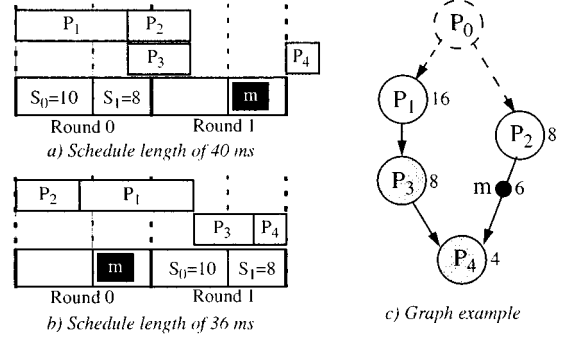 P1 P2
P3 P4
S0=10 S1=8 m
Round 0 Round 1
a) Schedule length of 40 ms
P2 P1
P3 P4
m S0=10 S1=8
Round 0 Round 1
b) Schedule length of 36 ms
P0
P1 16
P2 8
P3 8
m 6
P4 4
c) Graph example